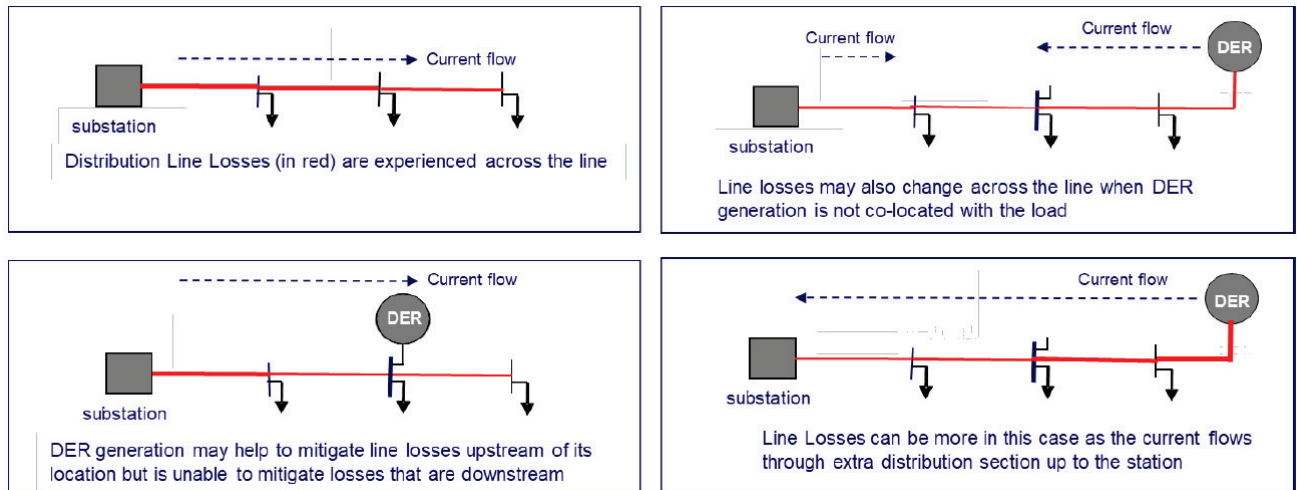 Current flow
substation
Distribution Line Losses (in red) are experienced across the line
Current flow
Current flow
DER
substation
Line losses may also change across the line when DER
generation is not co-located with the load
Current flow
DER
substation
DER generation may help to mitigate line losses upstream of its
location but is unable to mitigate losses that are downstream
Current flow
DER
substation
Line Losses can be more in this case as the current flows
through extra distribution section up to the station